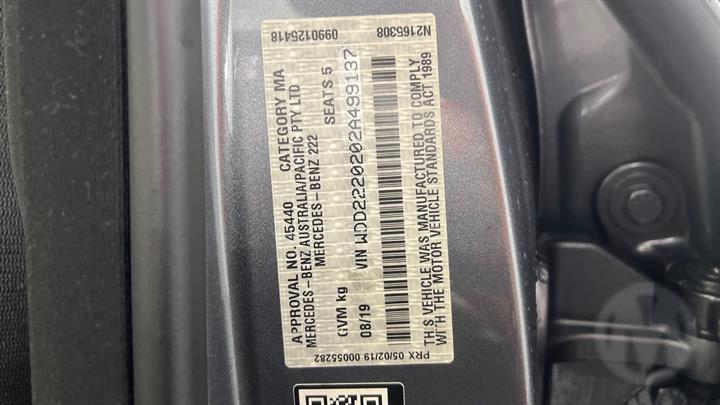 0990125418 N2165308
APPROVAL NO. 45440 CATEGORY MA
MERCEDES-BENZ AUSTRALIA/PACIFIC PTY LTD
MERCEDES-BENZ 222
GVM kg SEATS 5
08/19 VIN WDD2220202A499137
THIS VEHICLE WAS MANUFACTURED TO COMPLY
WITH THE MOTOR VEHICLE STANDARDS ACT 1989
PRX 05/02/19 00055282